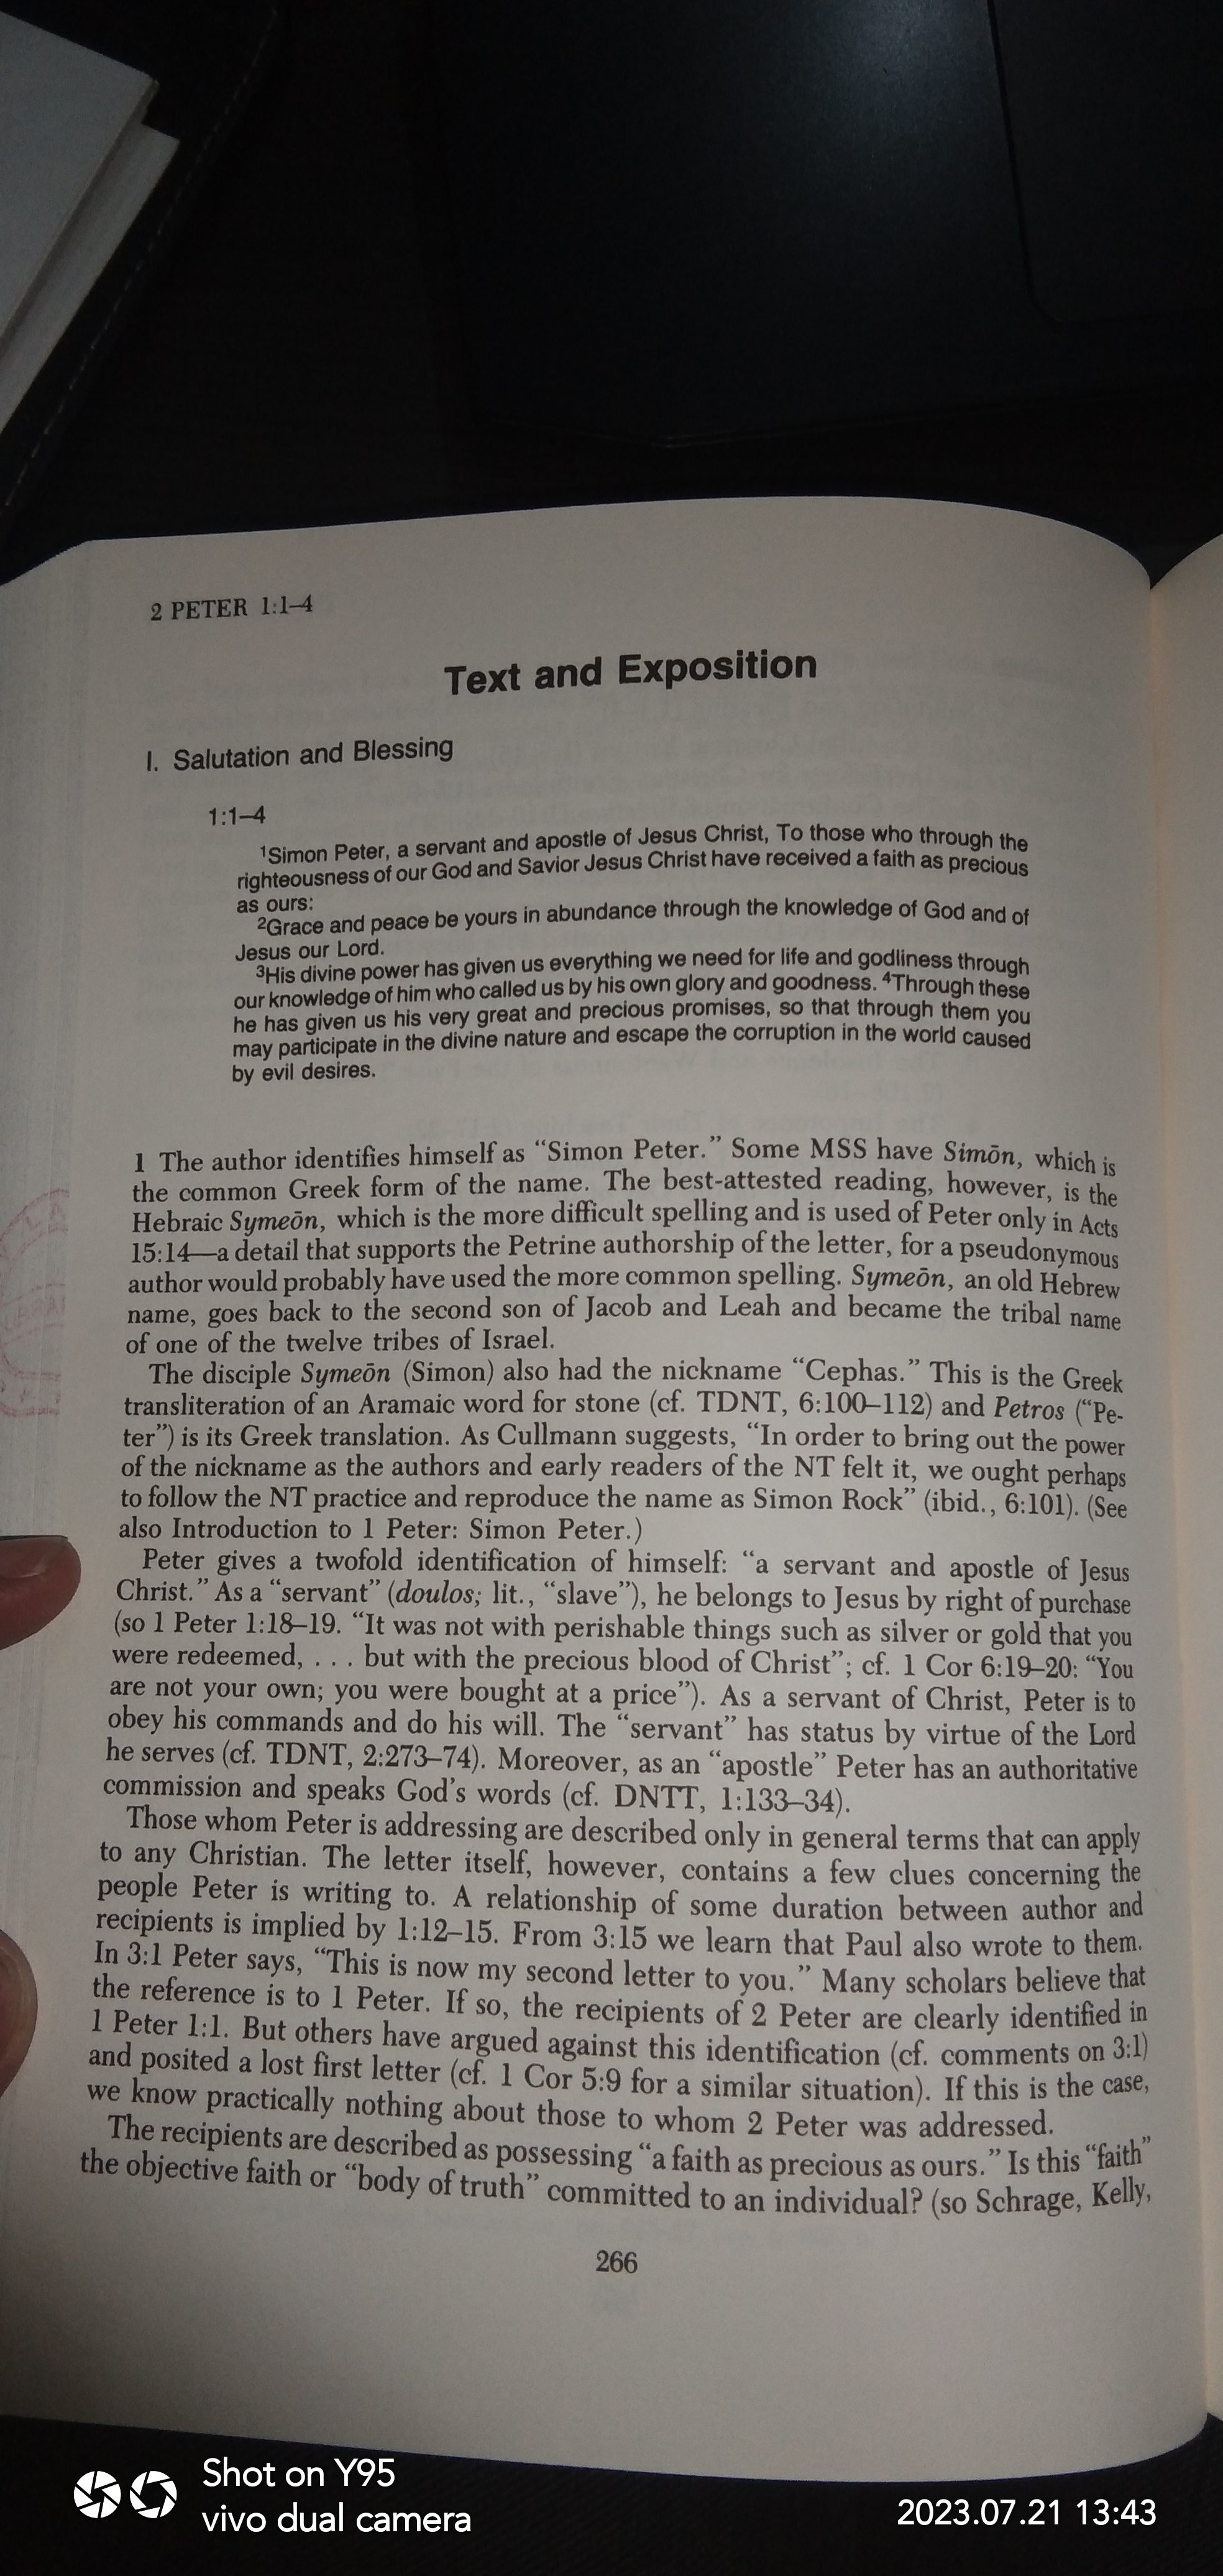 2 PETER 1:1–4
Text and Exposition
I. Salutation and Blessing
1:1–4
¹Simon Peter, a servant and apostle of Jesus Christ, To those who through the
righteousness of our God and Savior Jesus Christ have received a faith as precious
as ours:
²Grace and peace be yours in abundance through the knowledge of God and of
Jesus our Lord.
³His divine power has given us everything we need for life and godliness through
our knowledge of him who called us by his own glory and goodness. ⁴Through these
he has given us his very great and precious promises, so that through them you
may participate in the divine nature and escape the corruption in the world caused
by evil desires.
1 The author identifies himself as “Simon Peter.” Some MSS have Simōn, which is
the common Greek form of the name. The best-attested reading, however, is the
Hebraic Symeōn, which is the more difficult spelling and is used of Peter only in Acts
15:14—a detail that supports the Petrine authorship of the letter, for a pseudonymous
author would probably have used the more common spelling. Symeōn, an old Hebrew
name, goes back to the second son of Jacob and Leah and became the tribal name
of one of the twelve tribes of Israel.
The disciple Symeōn (Simon) also had the nickname “Cephas.” This is the Greek
transliteration of an Aramaic word for stone (cf. TDNT, 6:100–112) and Petros (“Pe-
ter”) is its Greek translation. As Cullmann suggests, “In order to bring out the power
of the nickname as the authors and early readers of the NT felt it, we ought perhaps
to follow the NT practice and reproduce the name as Simon Rock” (ibid., 6:101). (See
also Introduction to 1 Peter: Simon Peter.)
Peter gives a twofold identification of himself: “a servant and apostle of Jesus
Christ.” As a “servant” (doulos; lit., “slave”), he belongs to Jesus by right of purchase
(so 1 Peter 1:18–19. “It was not with perishable things such as silver or gold that you
were redeemed, . . . but with the precious blood of Christ”; cf. 1 Cor 6:19–20: “You
are not your own; you were bought at a price”). As a servant of Christ, Peter is to
obey his commands and do his will. The “servant” has status by virtue of the Lord
he serves (cf. TDNT, 2:273–74). Moreover, as an “apostle” Peter has an authoritative
commission and speaks God’s words (cf. DNTT, 1:133–34).
Those whom Peter is addressing are described only in general terms that can apply
to any Christian. The letter itself, however, contains a few clues concerning the
people Peter is writing to. A relationship of some duration between author and
recipients is implied by 1:12–15. From 3:15 we learn that Paul also wrote to them.
In 3:1 Peter says, “This is now my second letter to you.” Many scholars believe that
the reference is to 1 Peter. If so, the recipients of 2 Peter are clearly identified in
1 Peter 1:1. But others have argued against this identification (cf. comments on 3:1)
and posited a lost first letter (cf. 1 Cor 5:9 for a similar situation). If this is the case,
we know practically nothing about those to whom 2 Peter was addressed.
The recipients are described as possessing “a faith as precious as ours.” Is this “faith”
the objective faith or “body of truth” committed to an individual? (so Schrage, Kelly,
266
Shot on Y95
vivo dual camera
2023.07.21 13:43